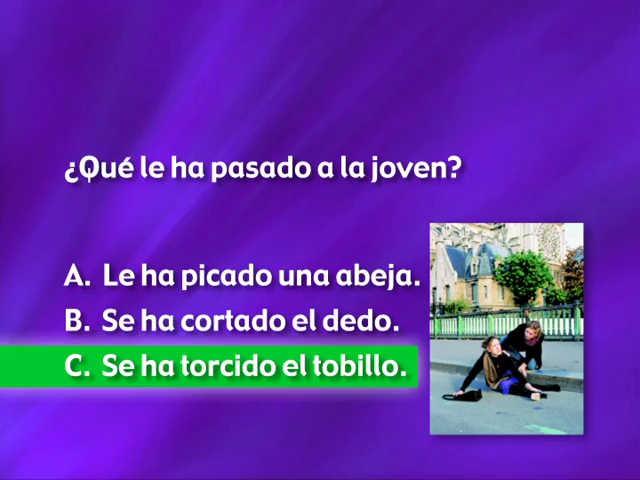 ¿Qué le ha pasado a la joven?
A. Le ha picado una abeja.
B. Se ha cortado el dedo.
C. Se ha torcido el tobillo.